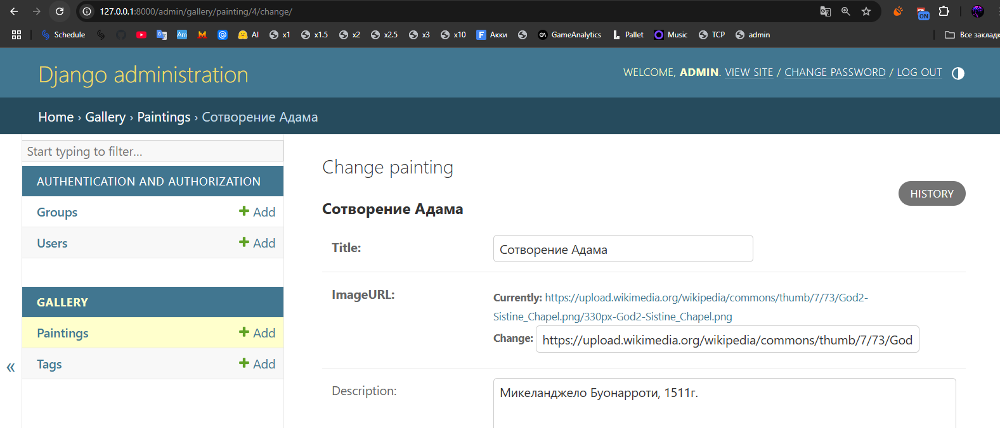 127.0.0.1:8000/admin/gallery/painting/4/change/
ON
Schedule
Am
AI
x1
x1.5
x2
x2.5
x3
x10
F Акки
GA GameAnalytics
Pallet
Music
TCP
admin
Все заклад
Django administration
WELCOME, ADMIN. VIEW SITE / CHANGE PASSWORD / LOG OUT
Home › Gallery › Paintings › Сотворение Адама
Start typing to filter...
AUTHENTICATION AND AUTHORIZATION
Groups + Add
Users + Add
GALLERY
Paintings + Add
Tags + Add
«
Change painting
HISTORY
Сотворение Адама
Title: Сотворение Адама
ImageURL: Currently: https://upload.wikimedia.org/wikipedia/commons/thumb/7/73/God2-
Sistine_Chapel.png/330px-God2-Sistine_Chapel.png
Change: https://upload.wikimedia.org/wikipedia/commons/thumb/7/73/God
Description: Микеланджело Буонарроти, 1511г.